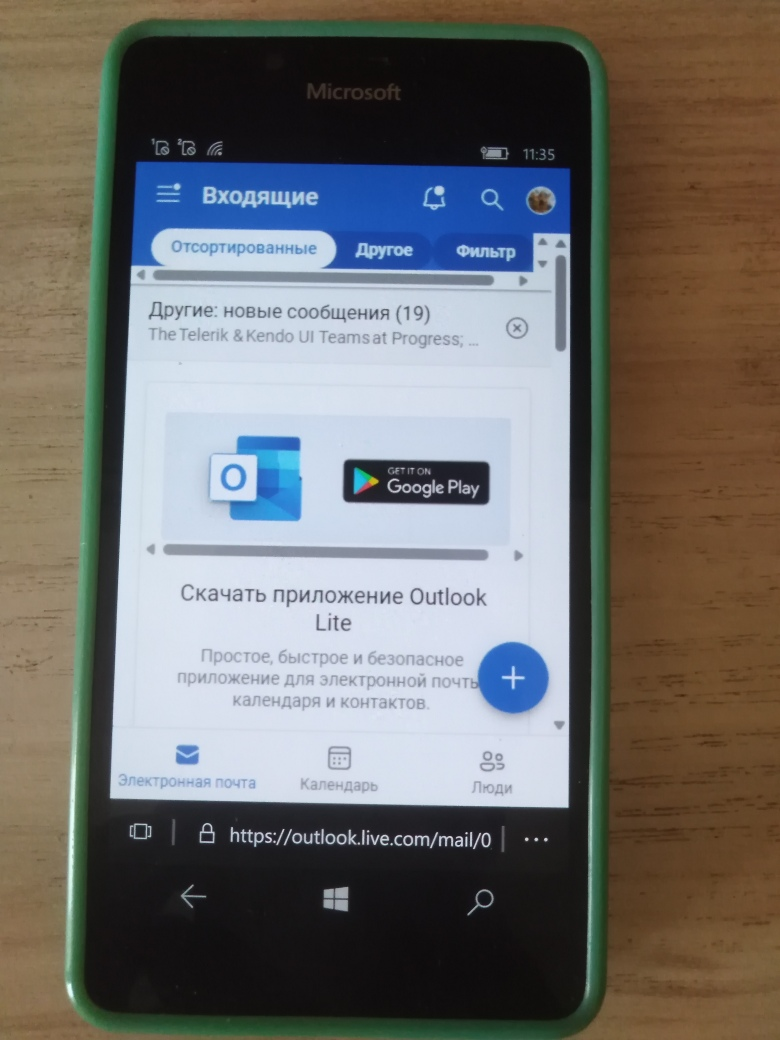 Microsoft
1 2 11:35
Входящие
Отсортированные Другое Фильтр
Другие: новые сообщения (19)
The Telerik & Kendo UI Teams at Progress; ...
O GET IT ON
Google Play
Скачать приложение Outlook
Lite
Простое, быстрое и безопасное
приложение для электронной почты
календаря и контактов.
Электронная почта Календарь Люди
https://outlook.live.com/mail/0